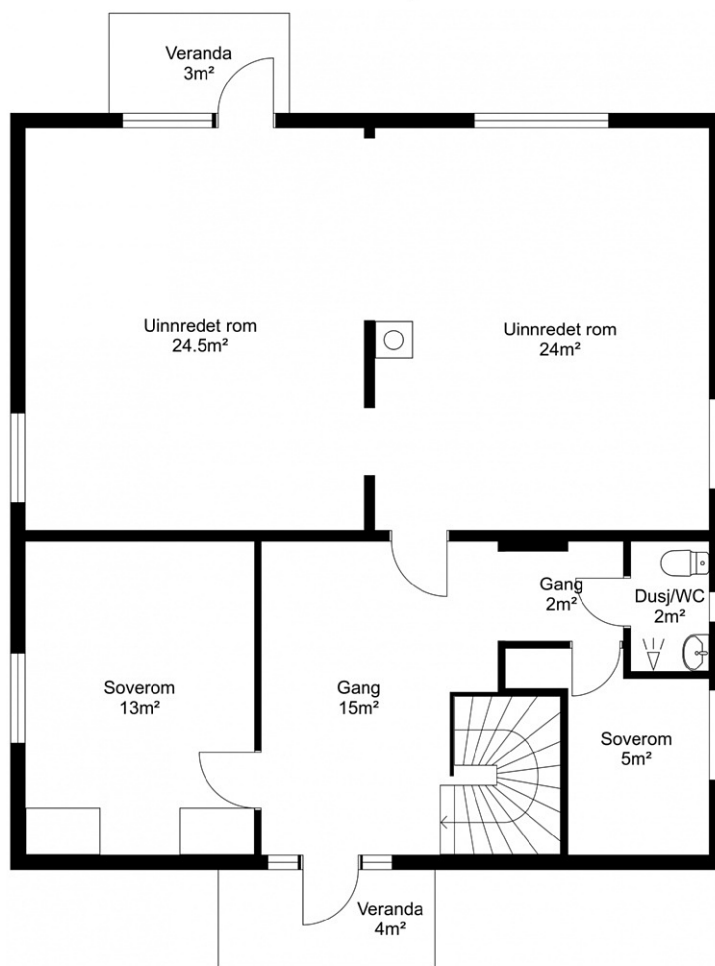 Veranda
3m²
Uinnredet rom
24.5m²
Uinnredet rom
24m²
Gang
2m²
Dusj/WC
2m²
Soverom
13m²
Gang
15m²
Soverom
5m²
Veranda
4m²